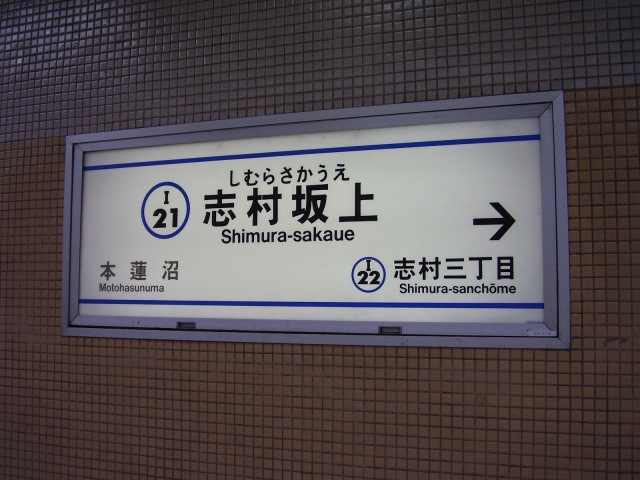 しむらさかうえ
I
21
志村坂上
Shimura-sakaue
本蓮沼
Motohasunuma
I
22
志村三丁目
Shimura-sanchōme